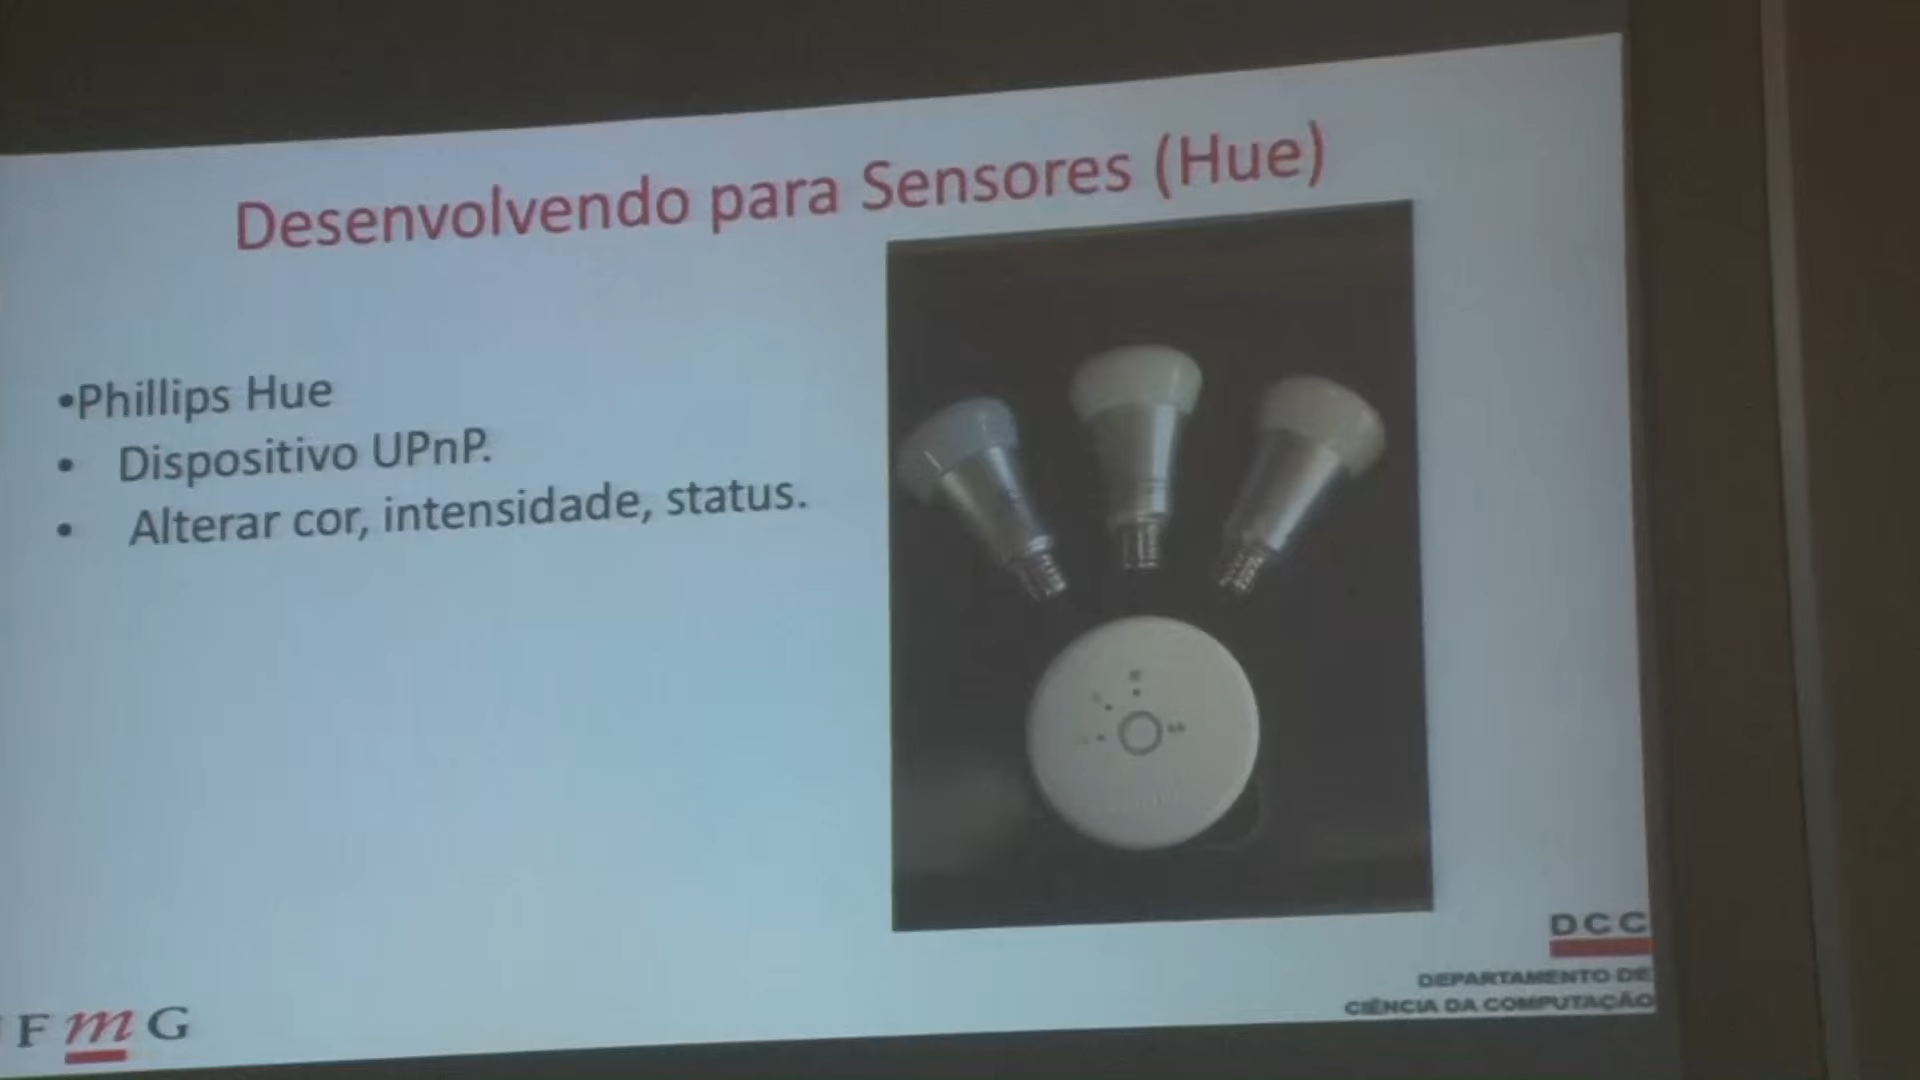 Desenvolvendo para Sensores (Hue)
•Phillips Hue
• Dispositivo UPnP.
• Alterar cor, intensidade, status.
DCC
DEPARTAMENTO DE
CIÊNCIA DA COMPUTAÇÃO
FmG